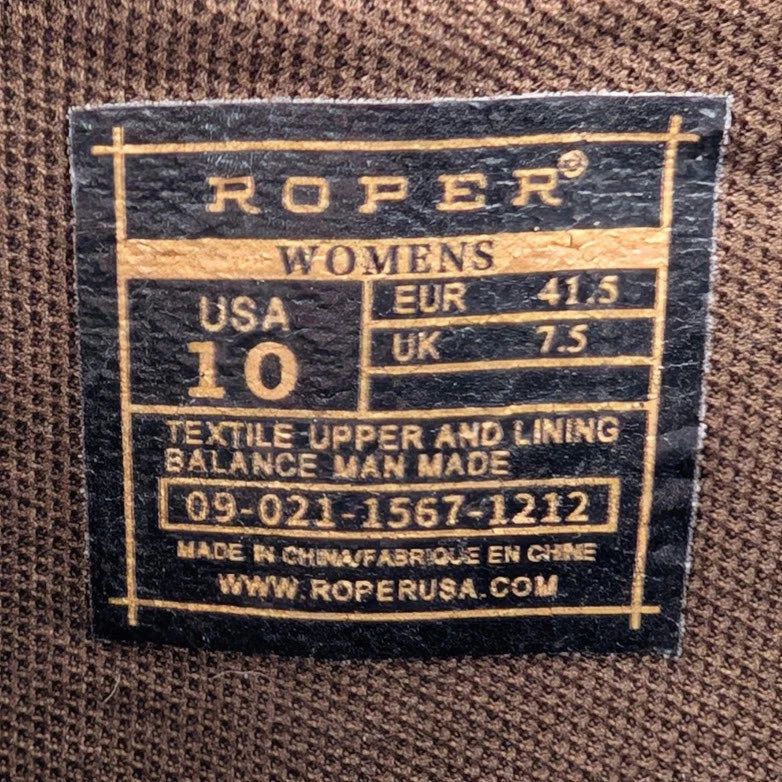 ROPER®
WOMENS
USA
10
EUR 41.5
UK 7.5
TEXTILE UPPER AND LINING
BALANCE MAN MADE
09-021-1567-1212
MADE IN CHINA/FABRIQUE EN CHINE
WWW.ROPERUSA.COM